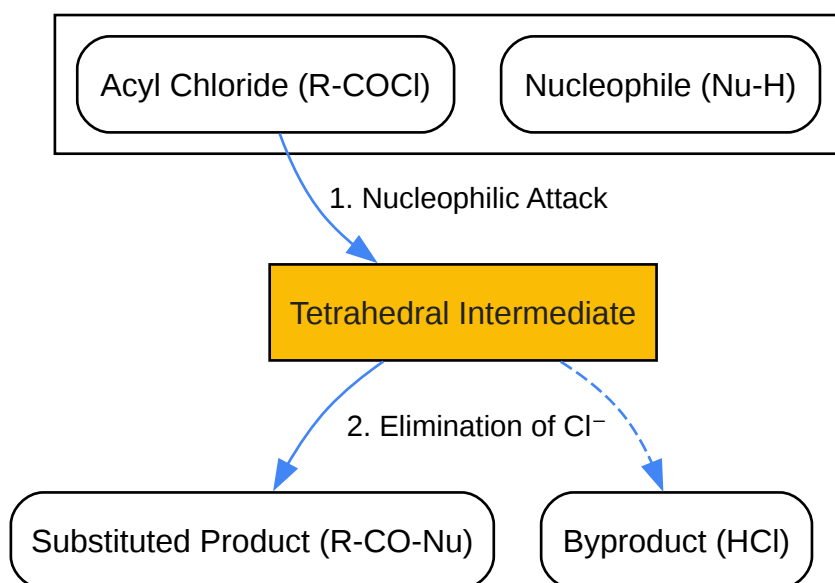 Acyl Chloride (R-COCl)
Nucleophile (Nu-H)
1. Nucleophilic Attack
Tetrahedral Intermediate
2. Elimination of Cl⁻
Substituted Product (R-CO-Nu)
Byproduct (HCl)